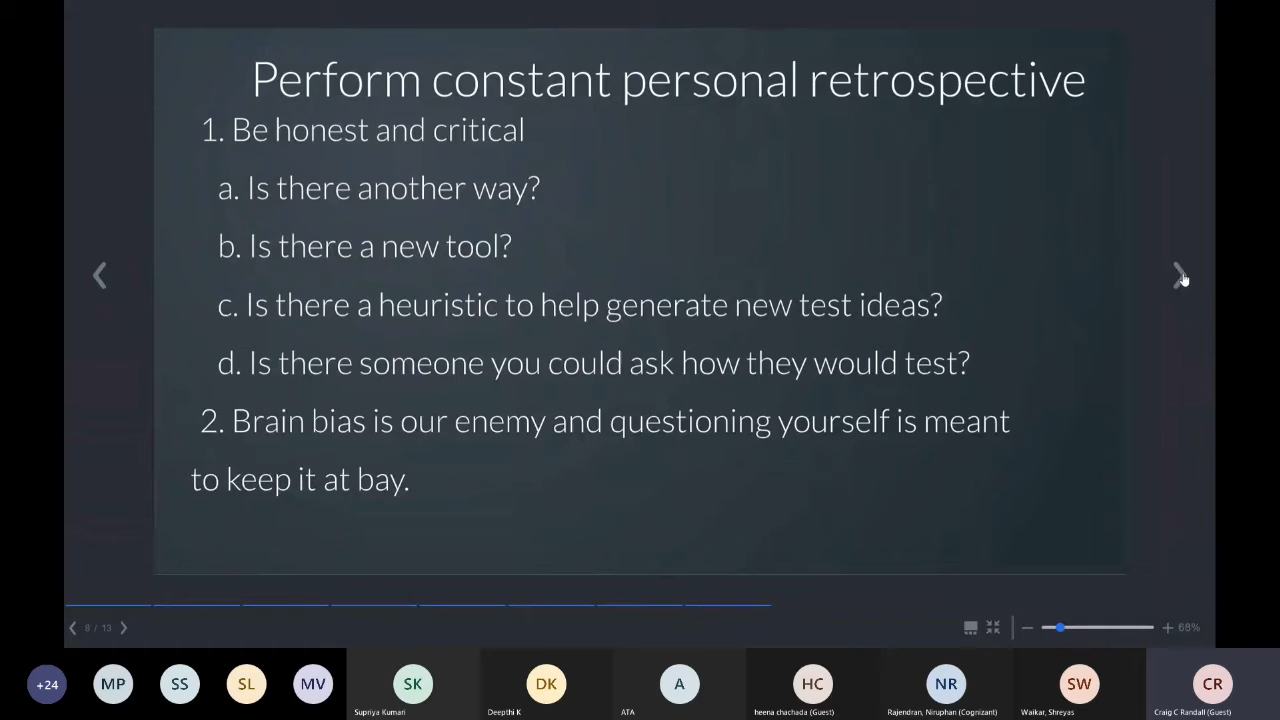 Perform constant personal retrospective
1. Be honest and critical
a. Is there another way?
b. Is there a new tool?
c. Is there a heuristic to help generate new test ideas?
d. Is there someone you could ask how they would test?
2. Brain bias is our enemy and questioning yourself is meant
to keep it at bay.
8 / 13
68%
+24
MP
SS
SL
MV
SK
DK
A
HC
NR
SW
CR
Supriya Kumari
Deepthi K
ATA
heena chachada (Guest)
Rajendran, Niruphan (Cognizant)
Waikar, Shreyas
Craig C Randall (Guest)